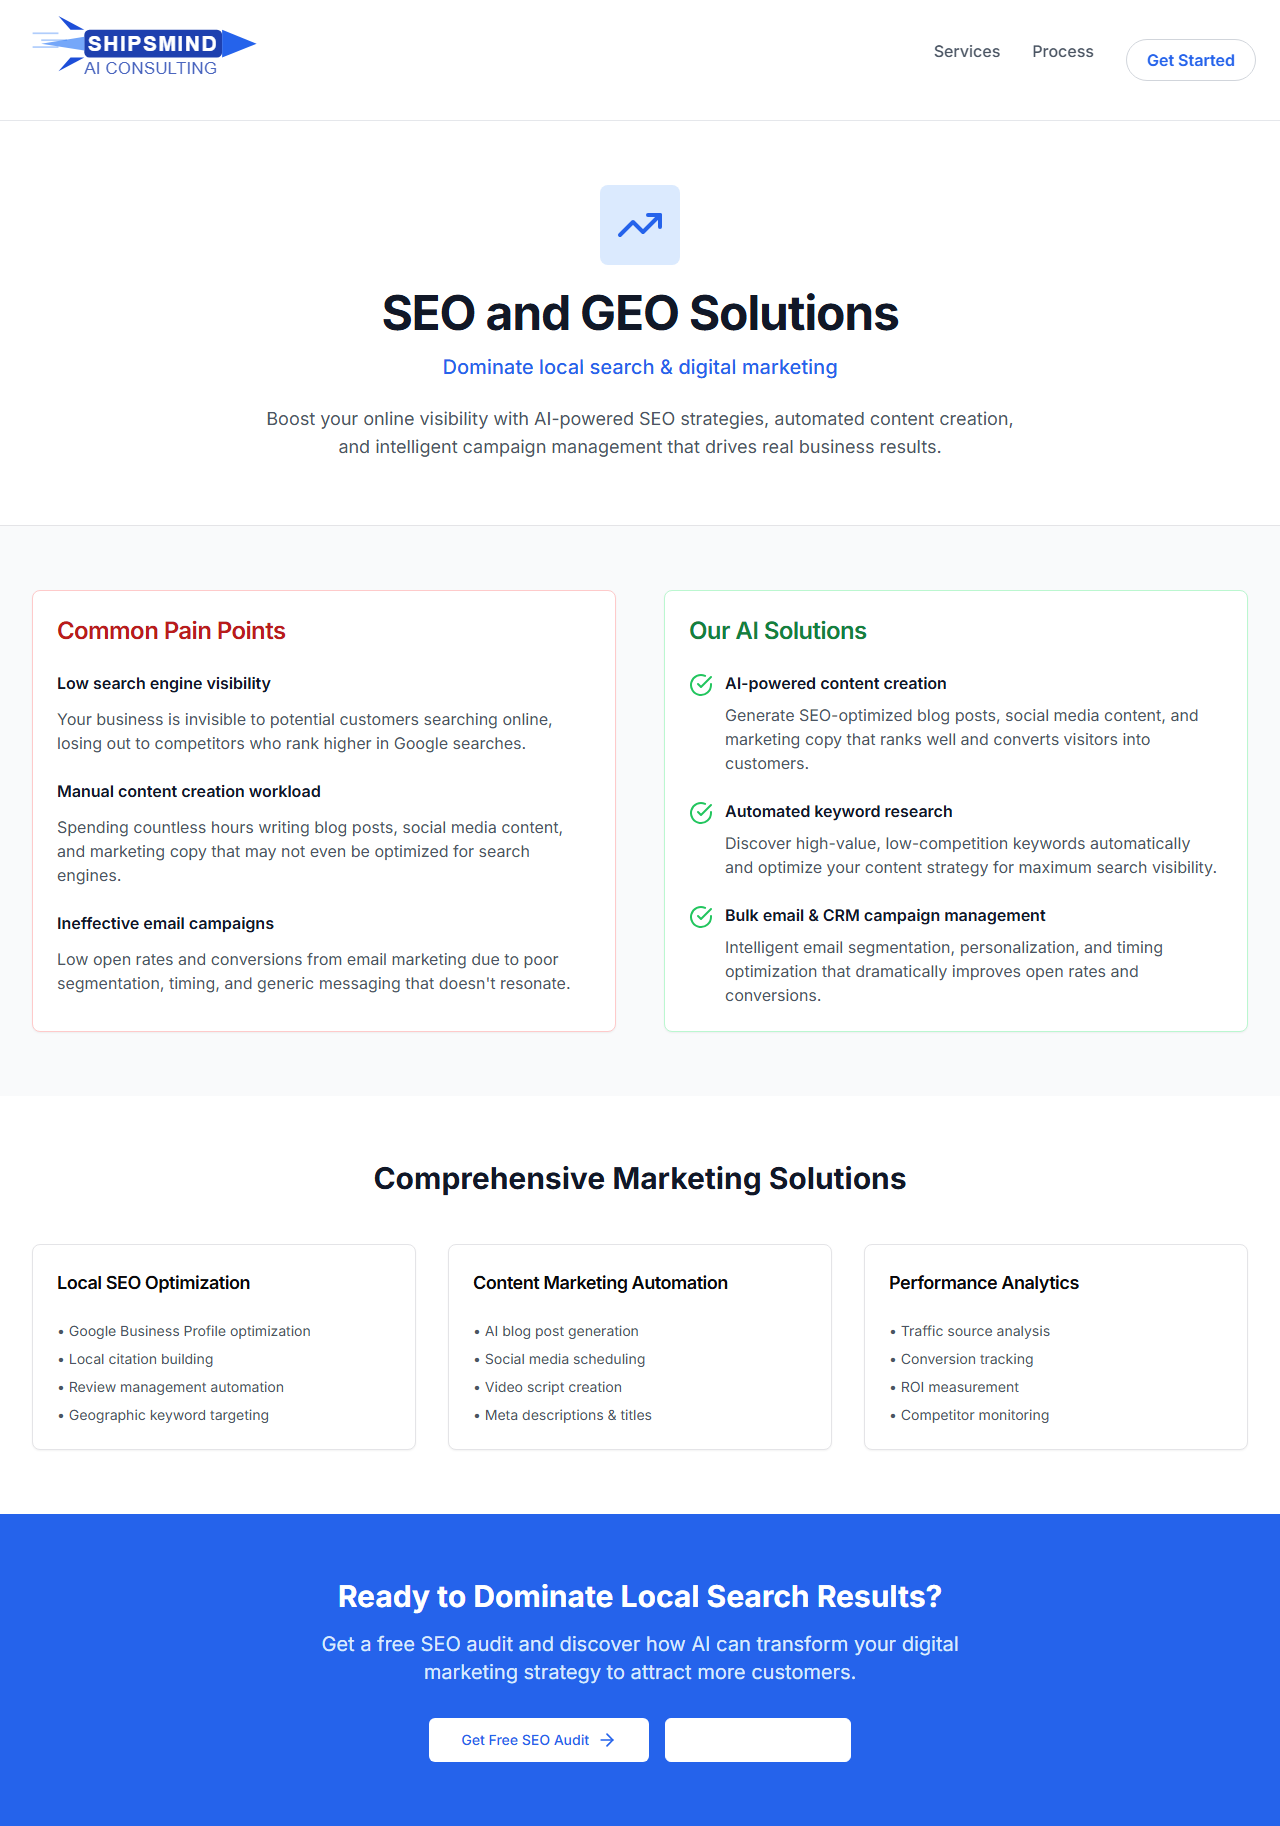 SHIPSMIND
AI CONSULTING
Services
Process
Get Started
SEO and GEO Solutions
Dominate local search & digital marketing
Boost your online visibility with AI-powered SEO strategies, automated content creation,
and intelligent campaign management that drives real business results.
Common Pain Points
Low search engine visibility
Your business is invisible to potential customers searching online,
losing out to competitors who rank higher in Google searches.
Manual content creation workload
Spending countless hours writing blog posts, social media content,
and marketing copy that may not even be optimized for search
engines.
Ineffective email campaigns
Low open rates and conversions from email marketing due to poor
segmentation, timing, and generic messaging that doesn't resonate.
Our AI Solutions
AI-powered content creation
Generate SEO-optimized blog posts, social media content, and
marketing copy that ranks well and converts visitors into
customers.
Automated keyword research
Discover high-value, low-competition keywords automatically
and optimize your content strategy for maximum search visibility.
Bulk email & CRM campaign management
Intelligent email segmentation, personalization, and timing
optimization that dramatically improves open rates and
conversions.
Comprehensive Marketing Solutions
Local SEO Optimization
• Google Business Profile optimization
• Local citation building
• Review management automation
• Geographic keyword targeting
Content Marketing Automation
• AI blog post generation
• Social media scheduling
• Video script creation
• Meta descriptions & titles
Performance Analytics
• Traffic source analysis
• Conversion tracking
• ROI measurement
• Competitor monitoring
Ready to Dominate Local Search Results?
Get a free SEO audit and discover how AI can transform your digital
marketing strategy to attract more customers.
Get Free SEO Audit